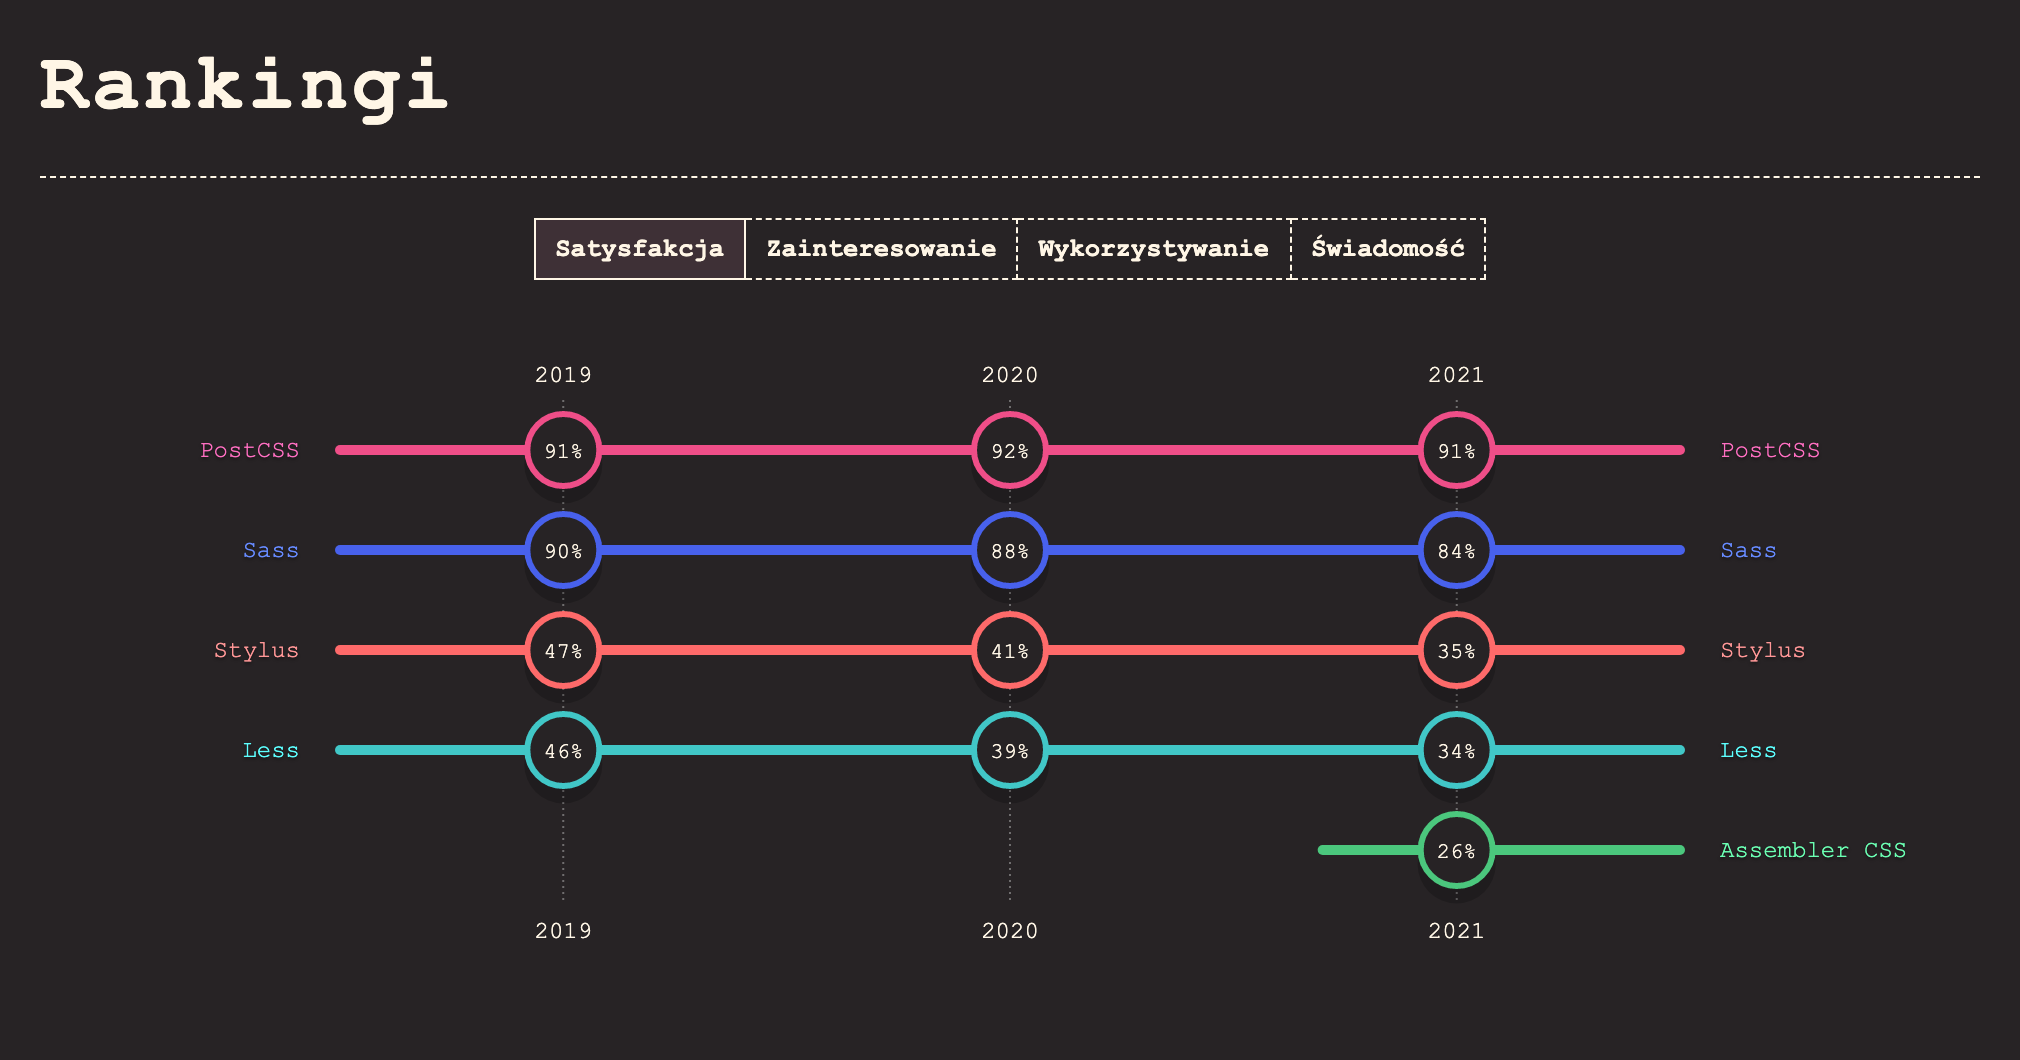 Rankingi
Satysfakcja Zainteresowanie Wykorzystywanie Świadomość
2019 2020 2021
PostCSS 91% 92% 91% PostCSS
Sass 90% 88% 84% Sass
Stylus 47% 41% 35% Stylus
Less 46% 39% 34% Less
26% Assembler CSS
2019 2020 2021